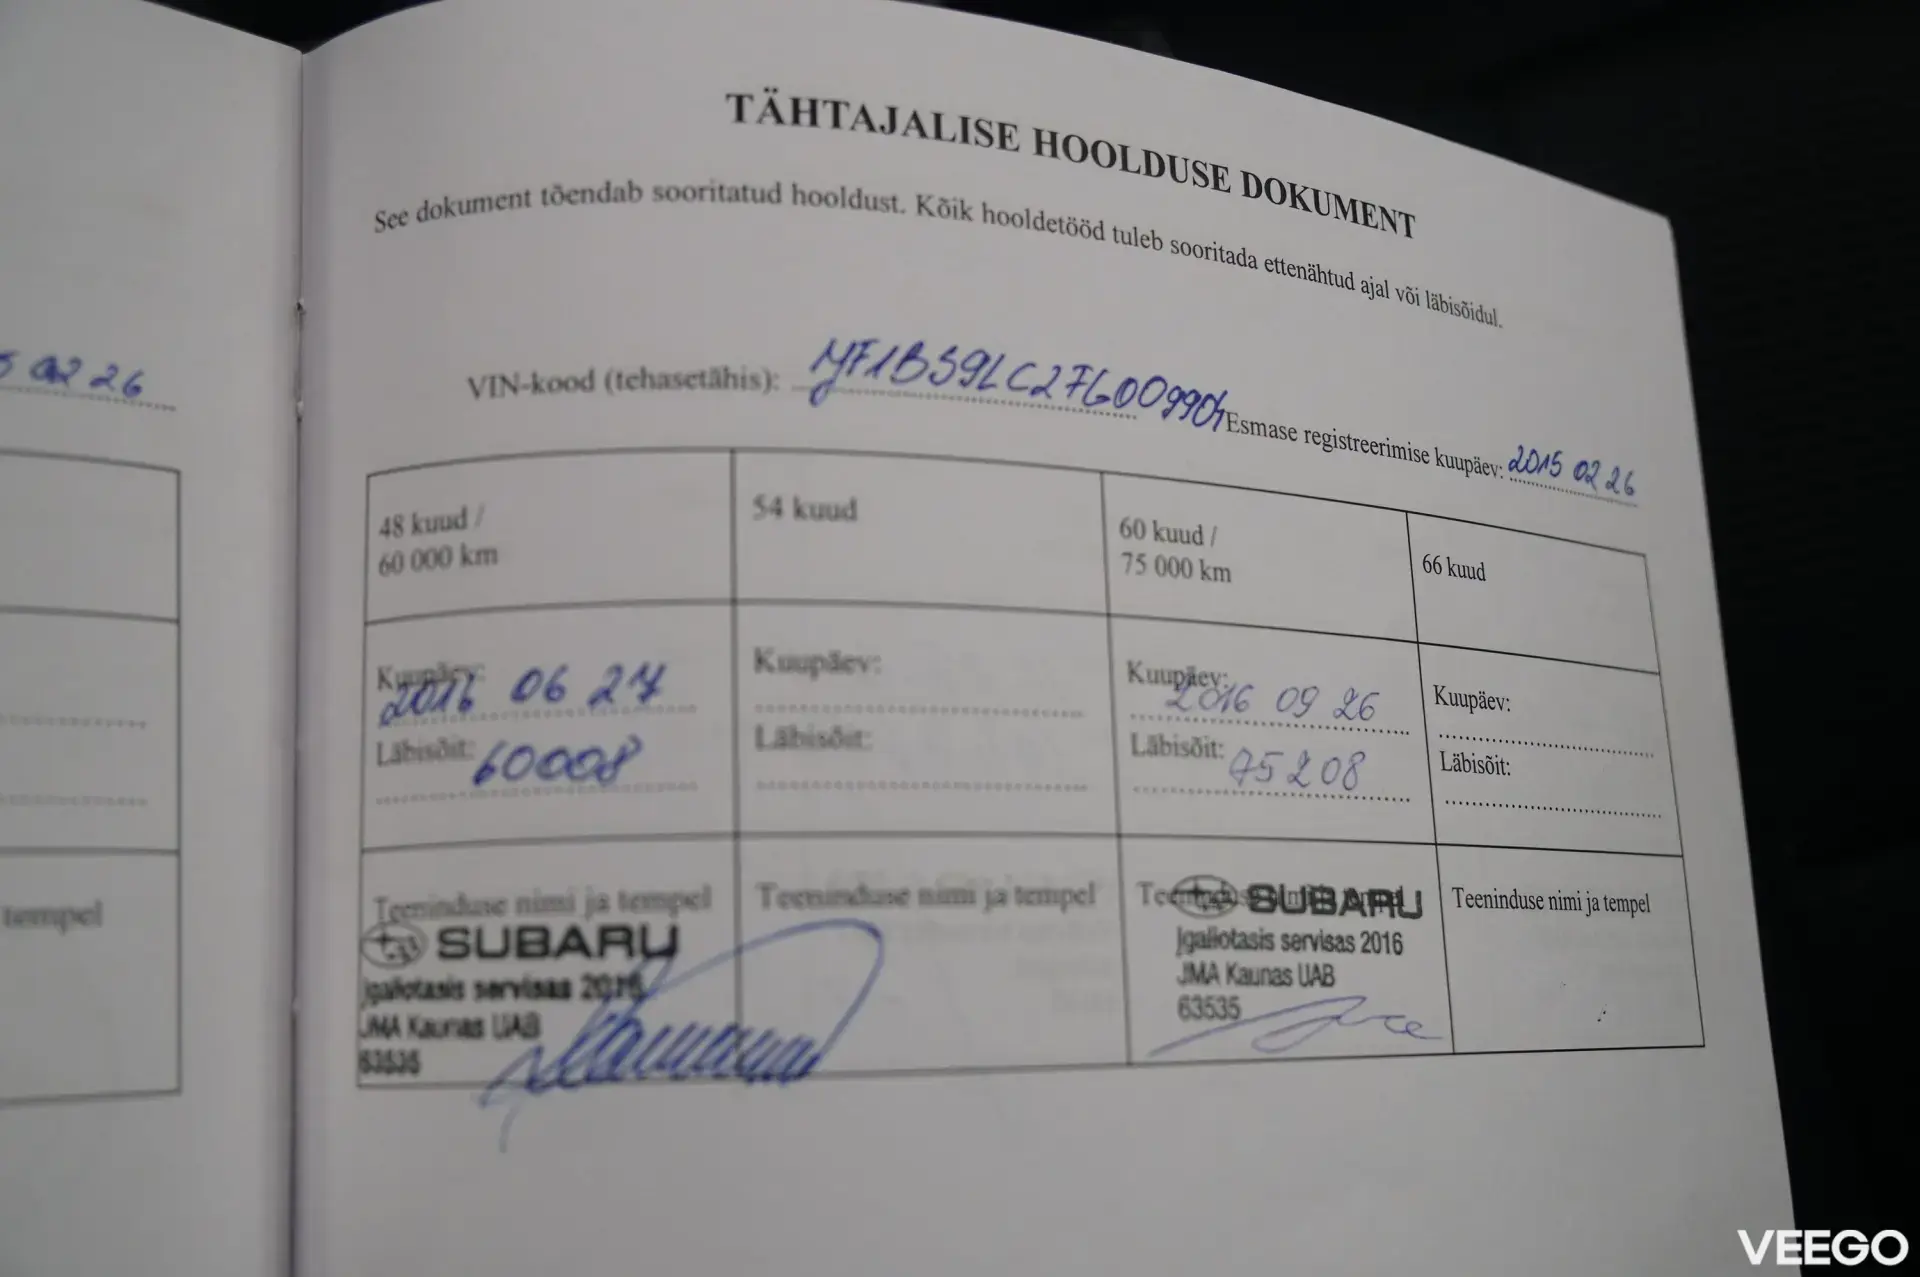 02 26
tempel
TÄHTAJALISE HOOLDUSE DOKUMENT
See dokument tõendab sooritatud hooldust. Kõik hooldetööd tuleb sooritada ettenähtud ajal või läbisõidul.
VIN-kood (tehasetähis): Esmase registreerimise kuupäev: 2015 02 26
48 kuud / 60 000 km
54 kuud
60 kuud / 75 000 km
66 kuud
Kuupäev: 2016 06 27
Läbisõit: 60008
Kuupäev:
Läbisõit:
Kuupäev: 2016 09 26
Läbisõit: 75208
Kuupäev:
Läbisõit:
Teeninduse nimi ja tempel
SUBARU
Įgaliotasis servisas 2016
JMA Kaunas UAB
63535
Teeninduse nimi ja tempel
SUBARU
Įgaliotasis servisas 2016
JMA Kaunas UAB
63535
Teeninduse nimi ja tempel
VEEGO